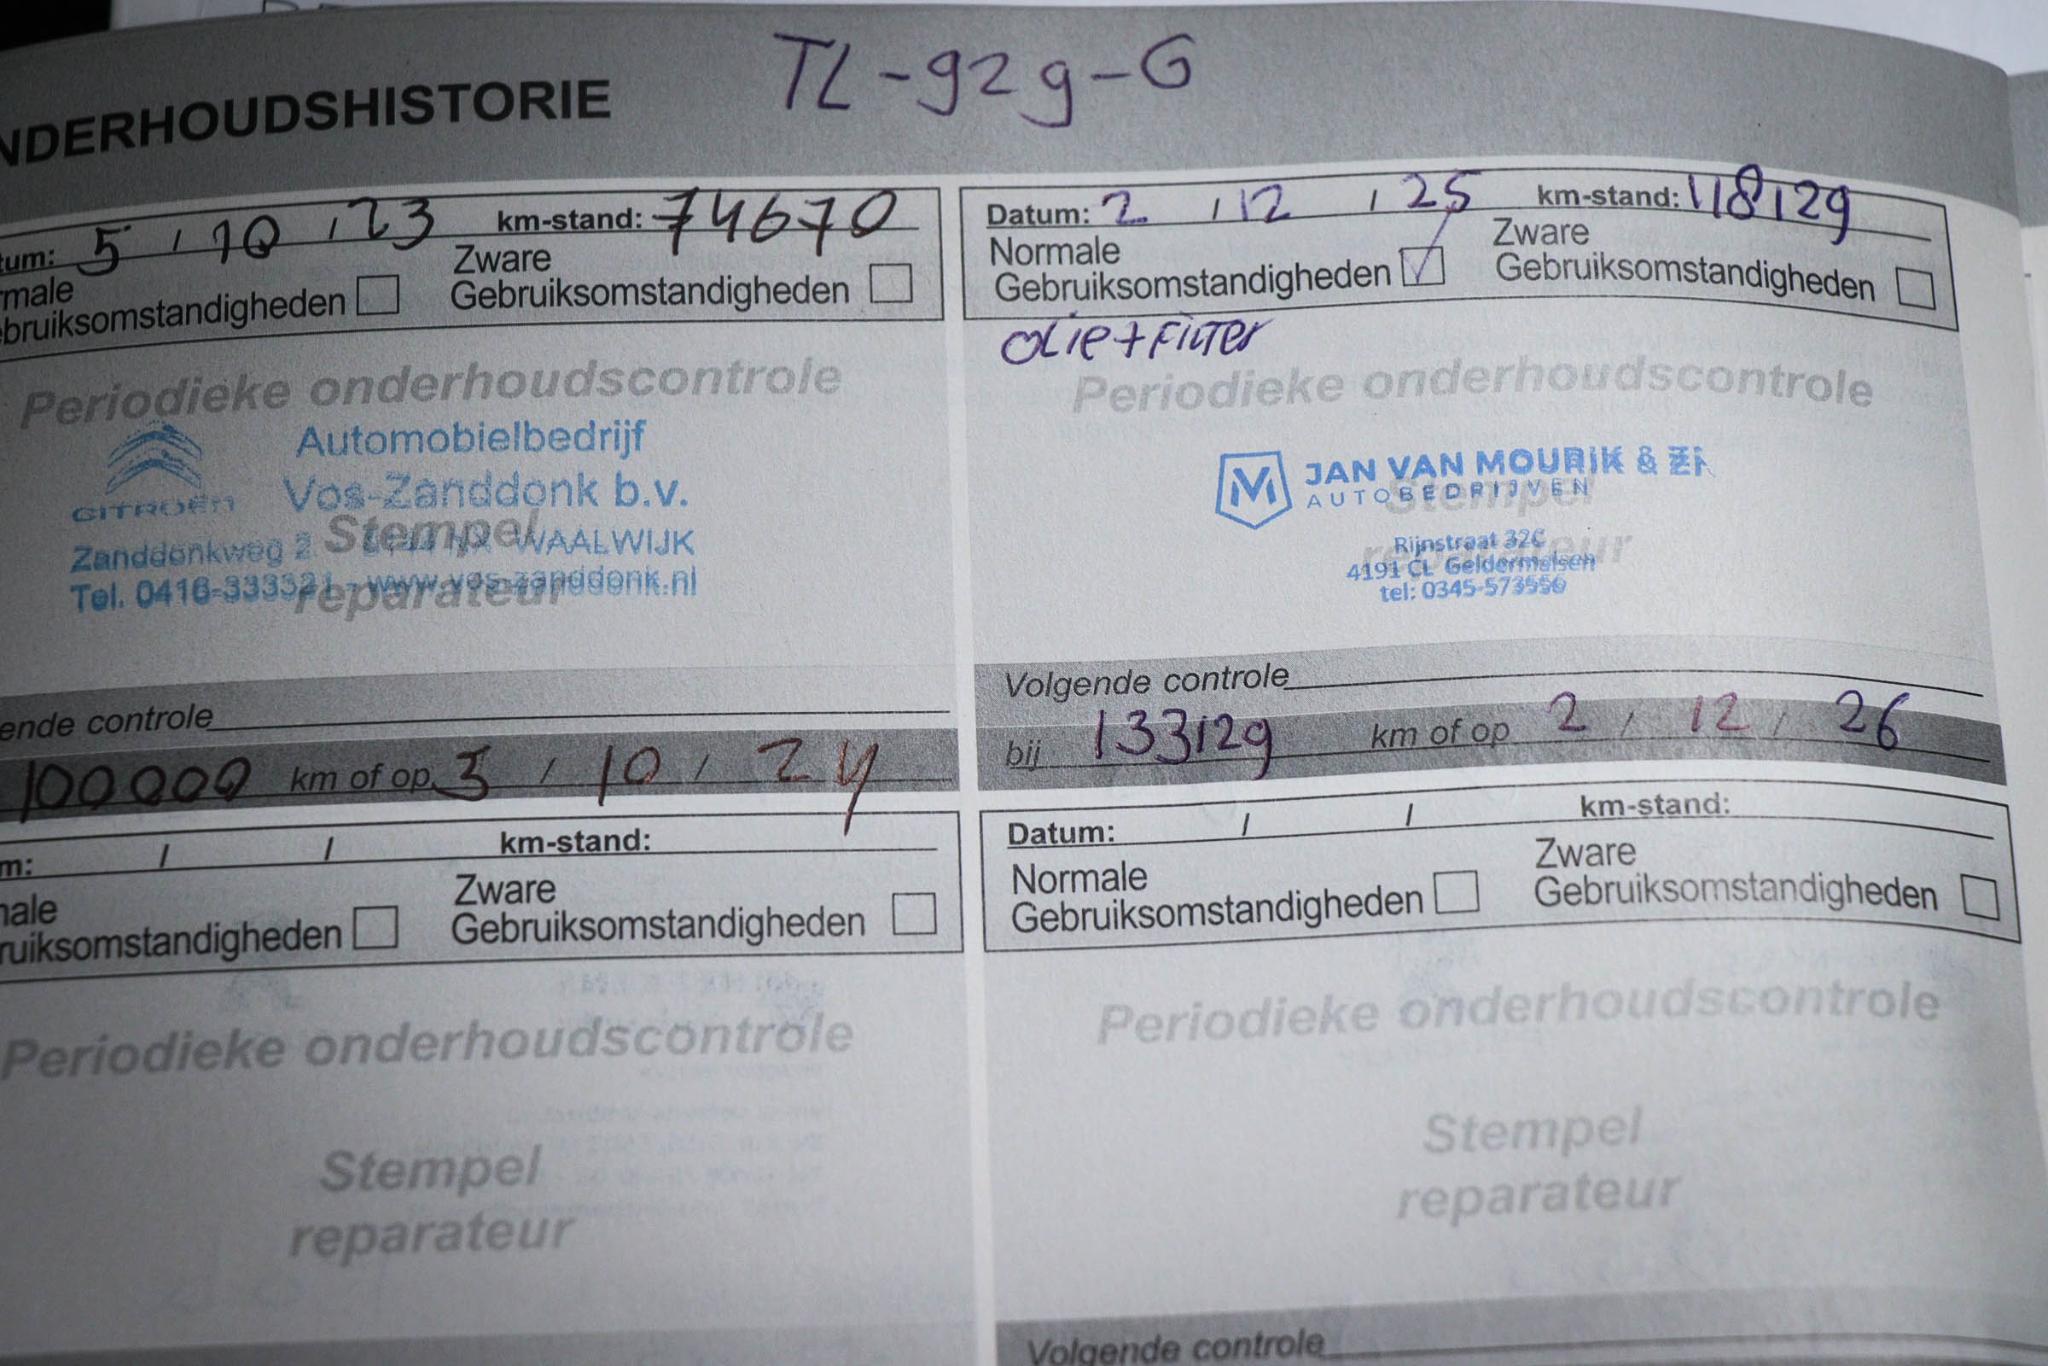 NDERHOUDSHISTORIE TL-929-G
tum: 5 / 10 / 23 km-stand: 74670
male Zware
bruiksomstandigheden Gebruiksomstandigheden
Periodieke onderhoudscontrole
Automobielbedrijf
CITROËN Vos-Zanddonk b.v.
Stempel
Zanddonkweg 2 WAALWIJK
Tel. 0416-333321 - www.vos-zanddonk.nl
reparateur
ende controle
100000 km of op 5 / 10 / 24
m: / / km-stand:
nale Zware
ruiksomstandigheden Gebruiksomstandigheden
Periodieke onderhoudscontrole
Stempel
reparateur
Datum: 2 / 12 / 25 km-stand: 118129
Normale Zware
Gebruiksomstandigheden Gebruiksomstandigheden
olie+Filter
Periodieke onderhoudscontrole
JAN VAN MOURIK &
AUTOBEDRIJVEN
Stempel
Rijnstraat 32C
reparateur
4191 CL Geldermalsen
tel: 0345-573550
Volgende controle
bij 133129 km of op 2 / 12 / 26
Datum: / / km-stand:
Normale Zware
Gebruiksomstandigheden Gebruiksomstandigheden
Periodieke onderhoudscontrole
Stempel
reparateur
Volgende controle